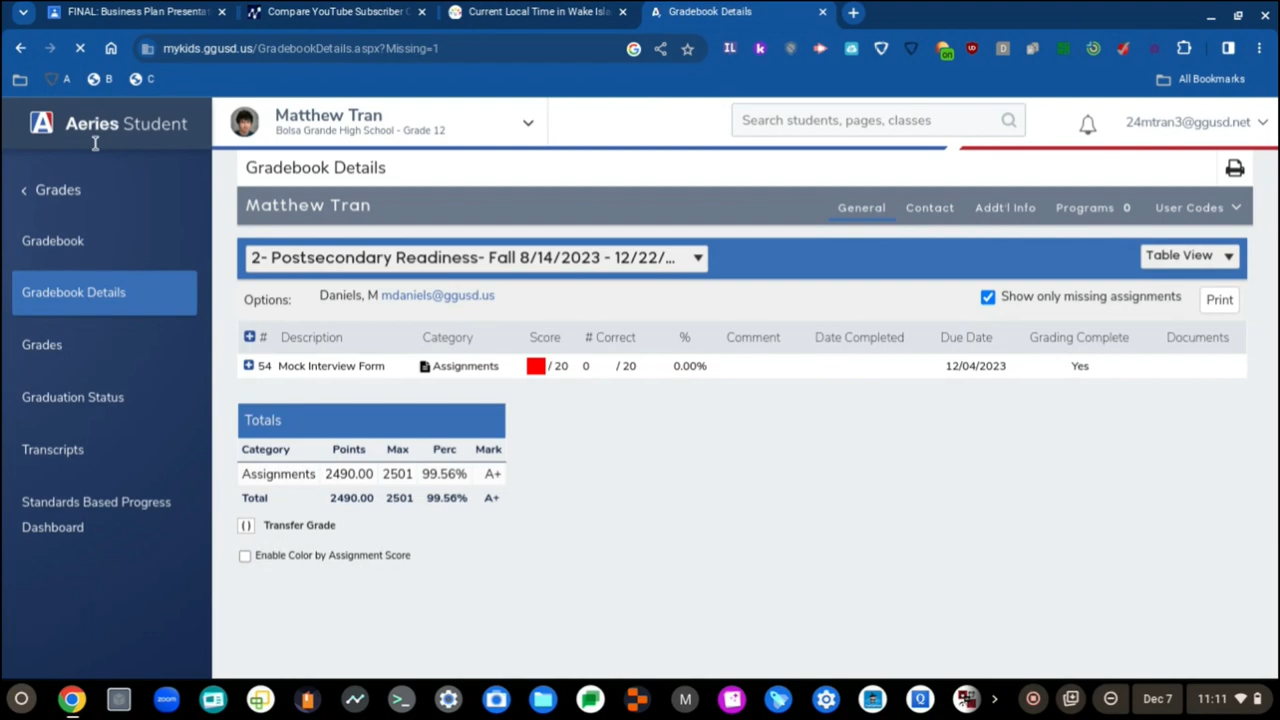 FINAL: Business Plan Presentat
Compare YouTube Subscriber C
Current Local Time in Wake Isla
Gradebook Details
mykids.ggusd.us/GradebookDetails.aspx?Missing=1
A B C
All Bookmarks
Aeries Student
Matthew Tran
Bolsa Grande High School - Grade 12
Search students, pages, classes
24mtran3@ggusd.net
Grades
Gradebook
Gradebook Details
Grades
Graduation Status
Transcripts
Standards Based Progress
Dashboard
Gradebook Details
Matthew Tran
General Contact Addt'l Info Programs 0 User Codes
2- Postsecondary Readiness- Fall 8/14/2023 - 12/22/...
Table View
Options: Daniels, M mdaniels@ggusd.us
Show only missing assignments
Print
# Description Category Score # Correct % Comment Date Completed Due Date Grading Complete Documents
54 Mock Interview Form Assignments / 20 0 / 20 0.00% 12/04/2023 Yes
Totals
Category Points Max Perc Mark
Assignments 2490.00 2501 99.56% A+
Total 2490.00 2501 99.56% A+
() Transfer Grade
Enable Color by Assignment Score
zoom
M
Q
Dec 7
11:11